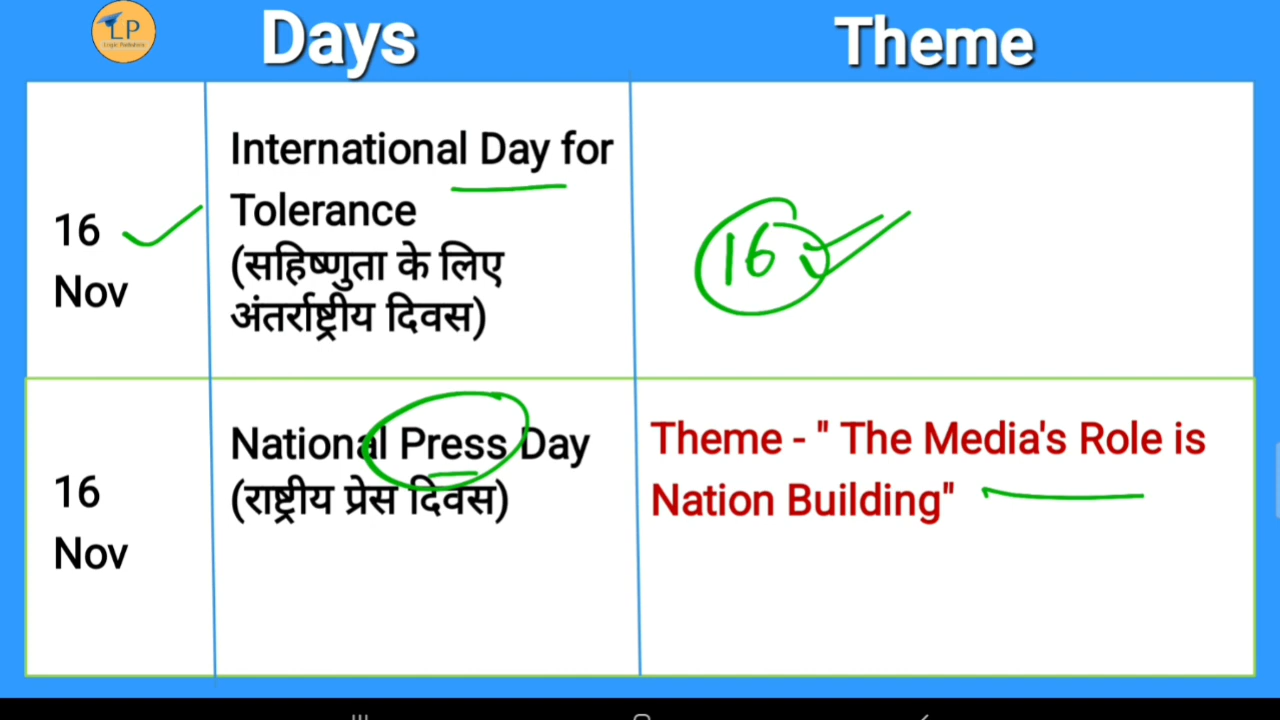 LP
Days
Theme
16
Nov
International Day for
Tolerance
(सहिष्णुता के लिए
अंतर्राष्ट्रीय दिवस)
16
16
Nov
National Press Day
(राष्ट्रीय प्रेस दिवस)
Theme - " The Media's Role is
Nation Building"